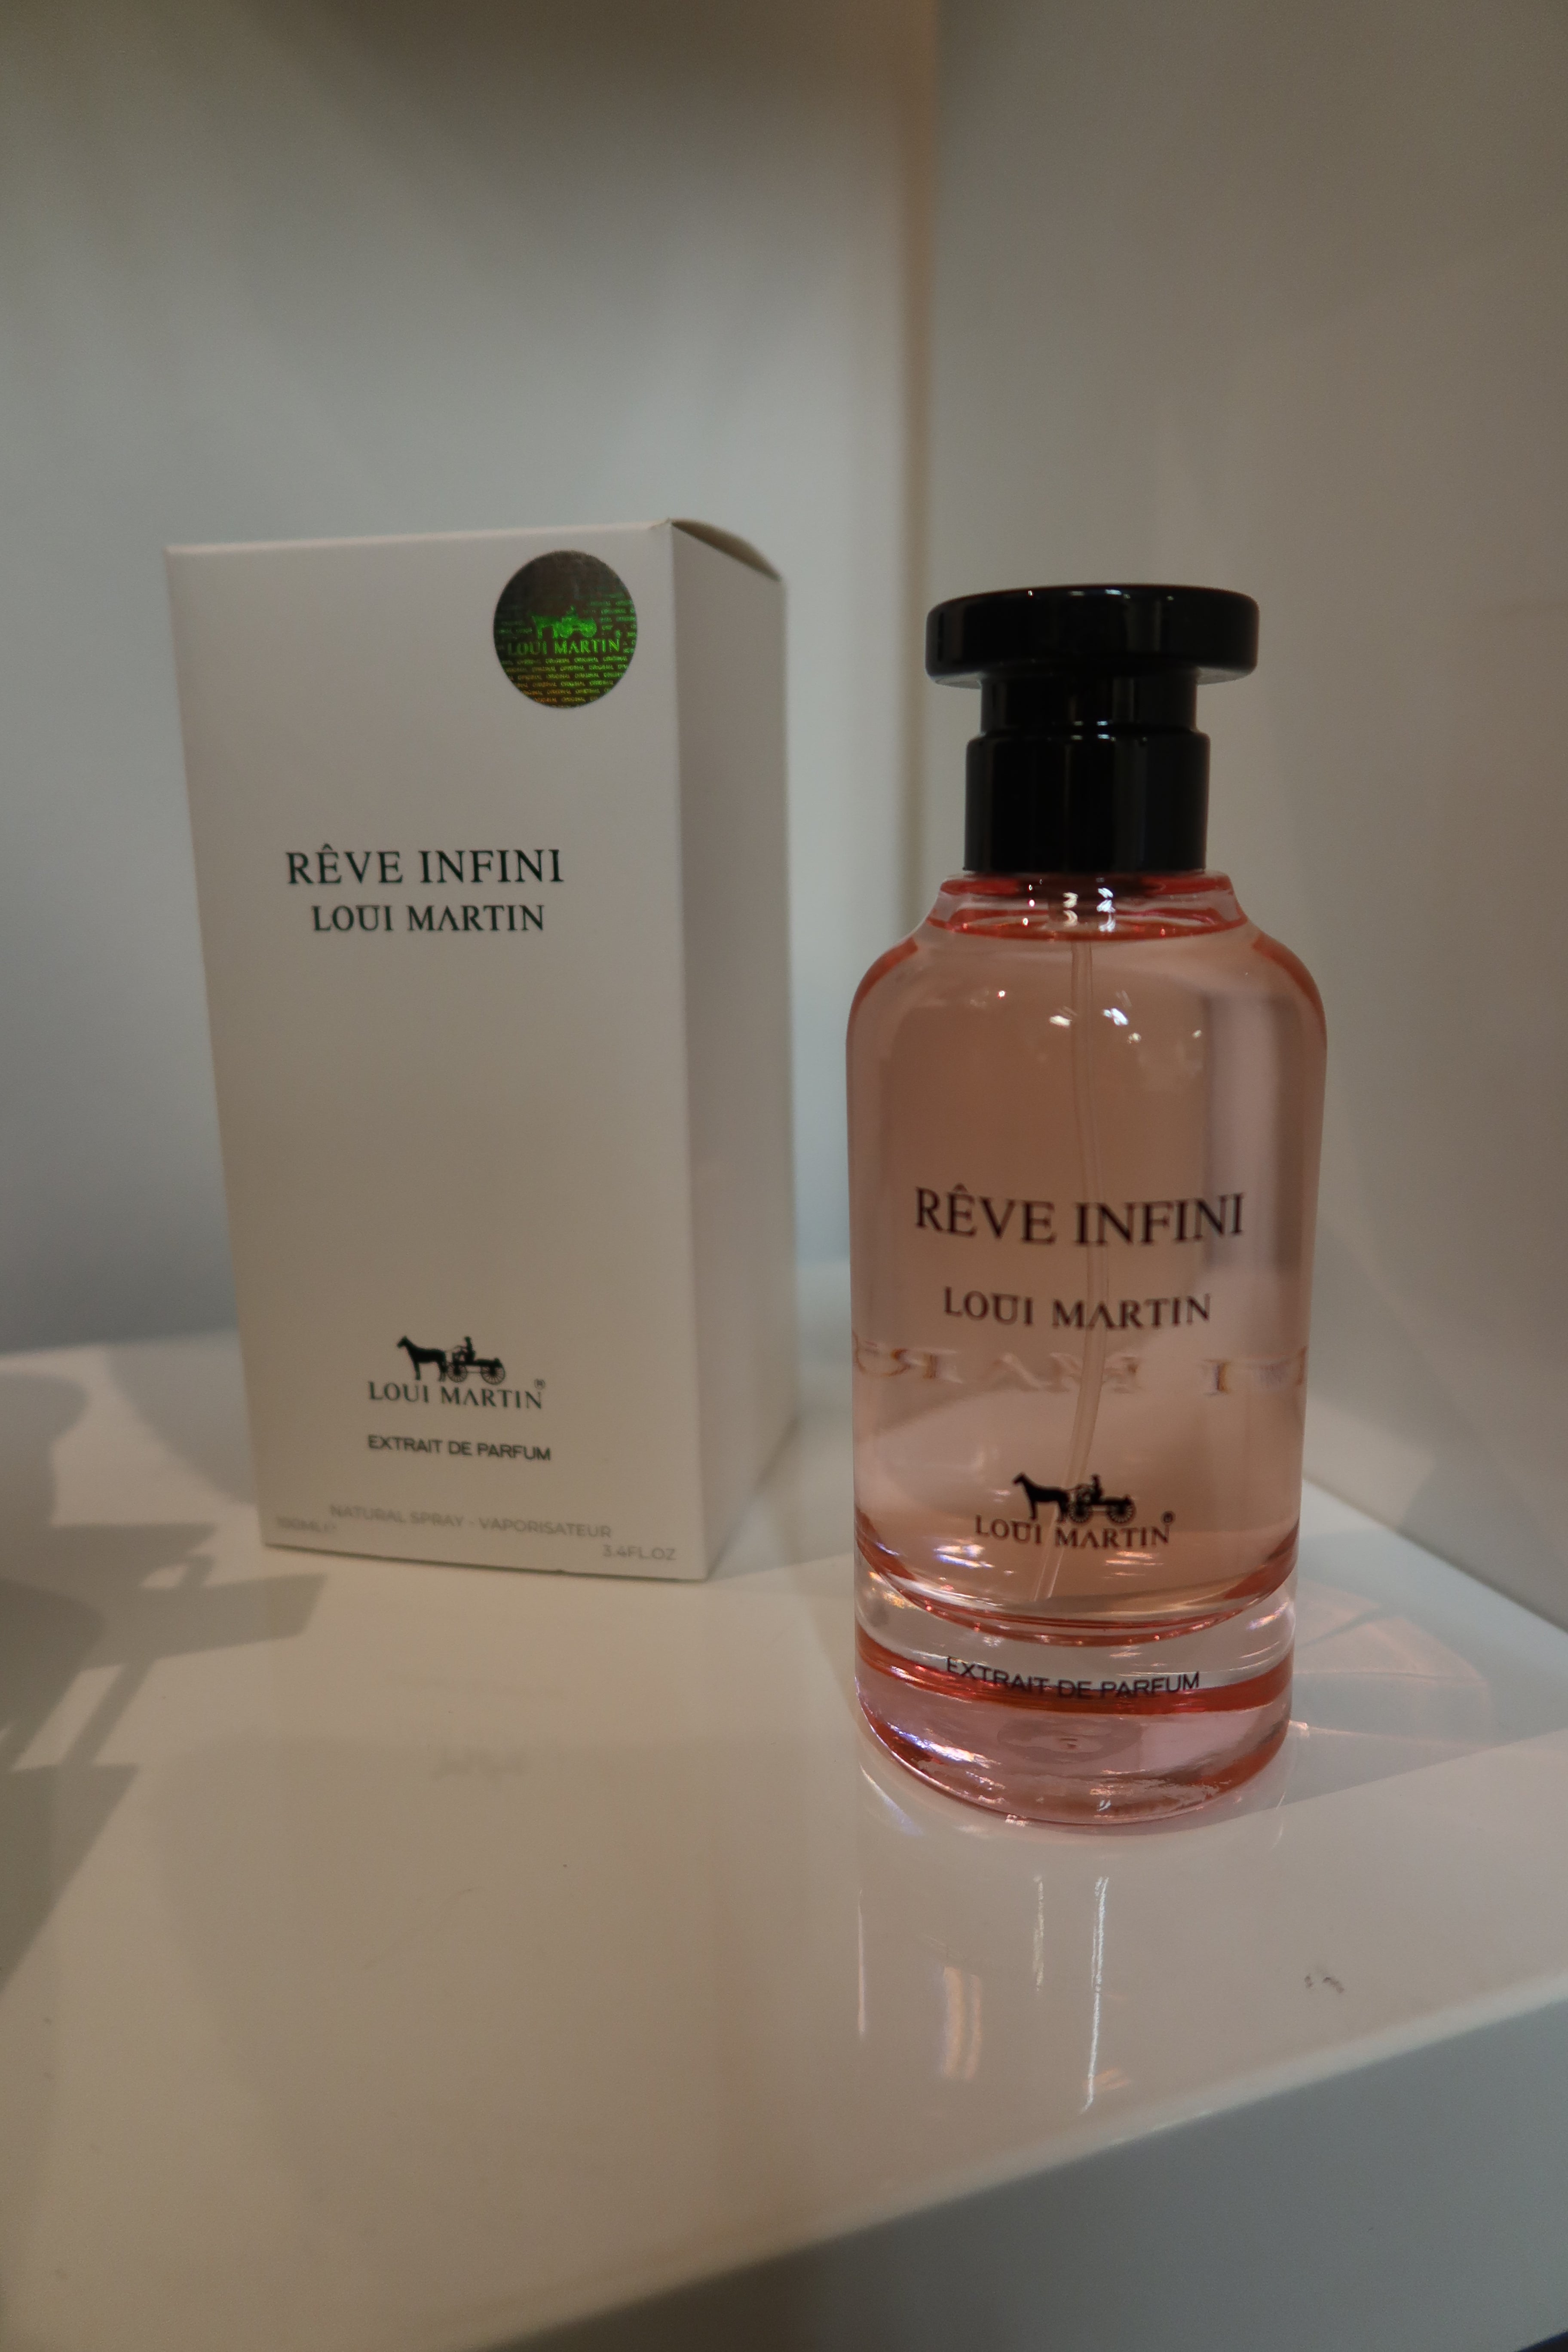 LOUI MARTIN
RÊVE INFINI
LOUI MARTIN
LOUI MARTIN®
EXTRAIT DE PARFUM
NATURAL SPRAY - VAPORISATEUR
100ML℮
3.4FL.OZ
RÊVE INFINI
LOUI MARTIN
LOUI MARTIN®
EXTRAIT DE PARFUM